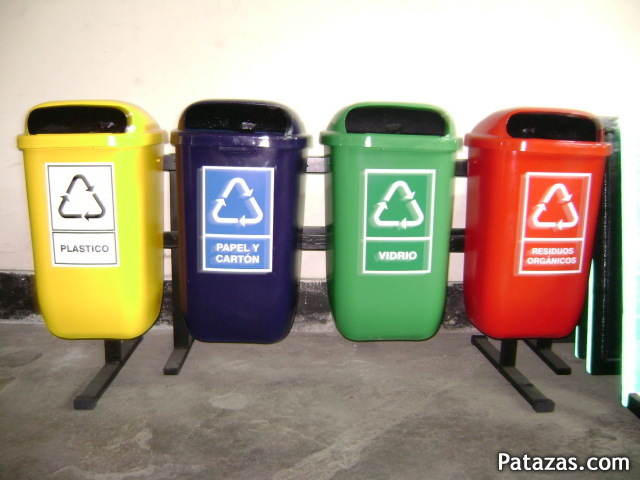 PLASTICO
PAPEL Y
CARTÓN
VIDRIO
RESIDUOS
ORGÁNICOS
Patazas.com